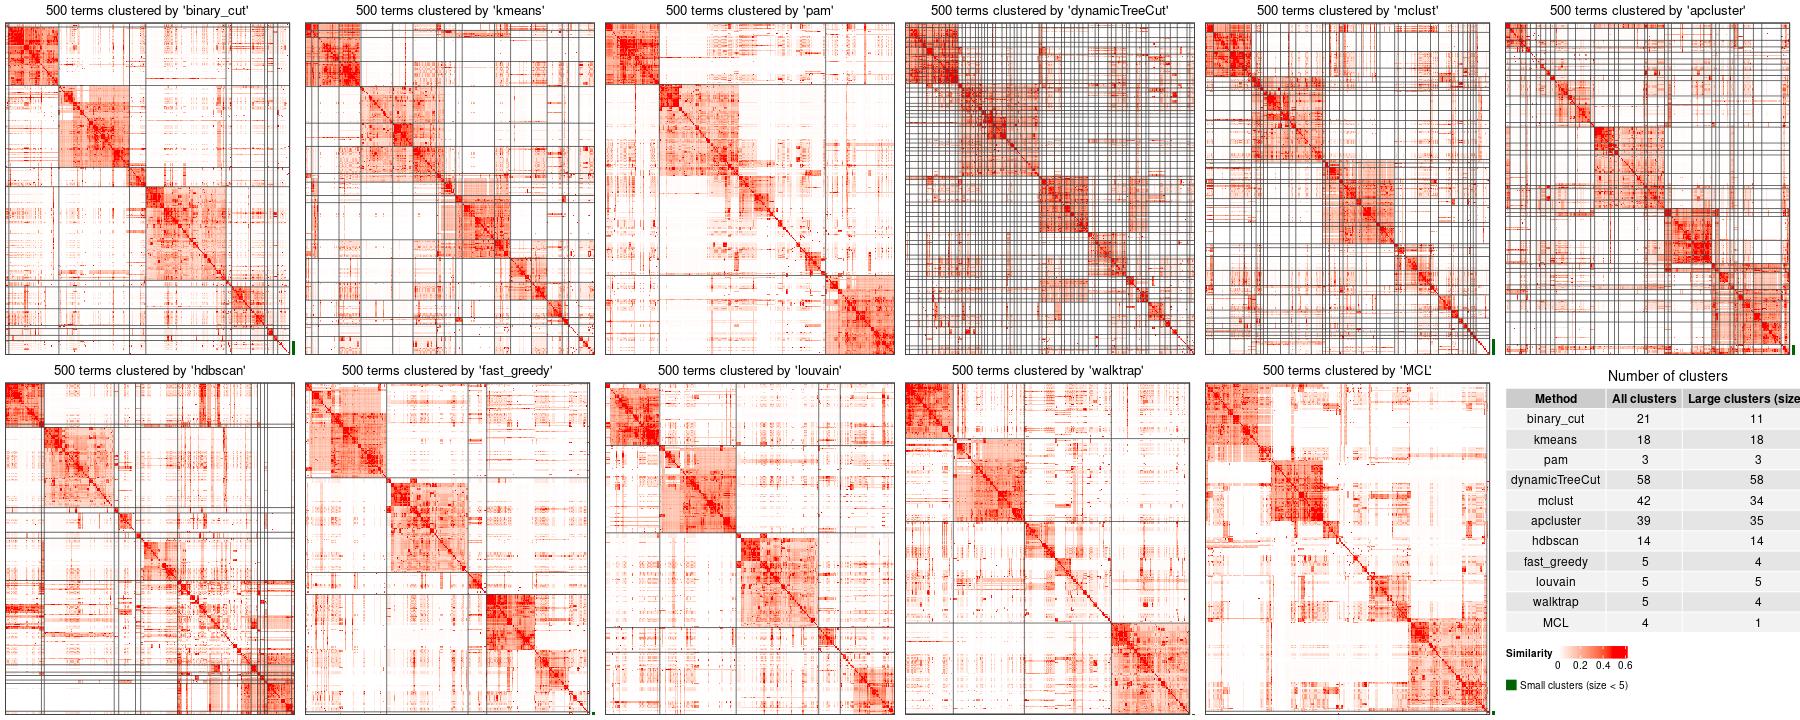 500 terms clustered by 'binary_cut'
500 terms clustered by 'kmeans'
500 terms clustered by 'pam'
500 terms clustered by 'dynamicTreeCut'
500 terms clustered by 'mclust'
500 terms clustered by 'apcluster'
500 terms clustered by 'hdbscan'
500 terms clustered by 'fast_greedy'
500 terms clustered by 'louvain'
500 terms clustered by 'walktrap'
500 terms clustered by 'MCL'
Number of clusters
Method All clusters Large clusters (size
binary_cut 21 11
kmeans 18 18
pam 3 3
dynamicTreeCut 58 58
mclust 42 34
apcluster 39 35
hdbscan 14 14
fast_greedy 5 4
louvain 5 5
walktrap 5 4
MCL 4 1
Similarity
0 0.2 0.4 0.6
Small clusters (size < 5)